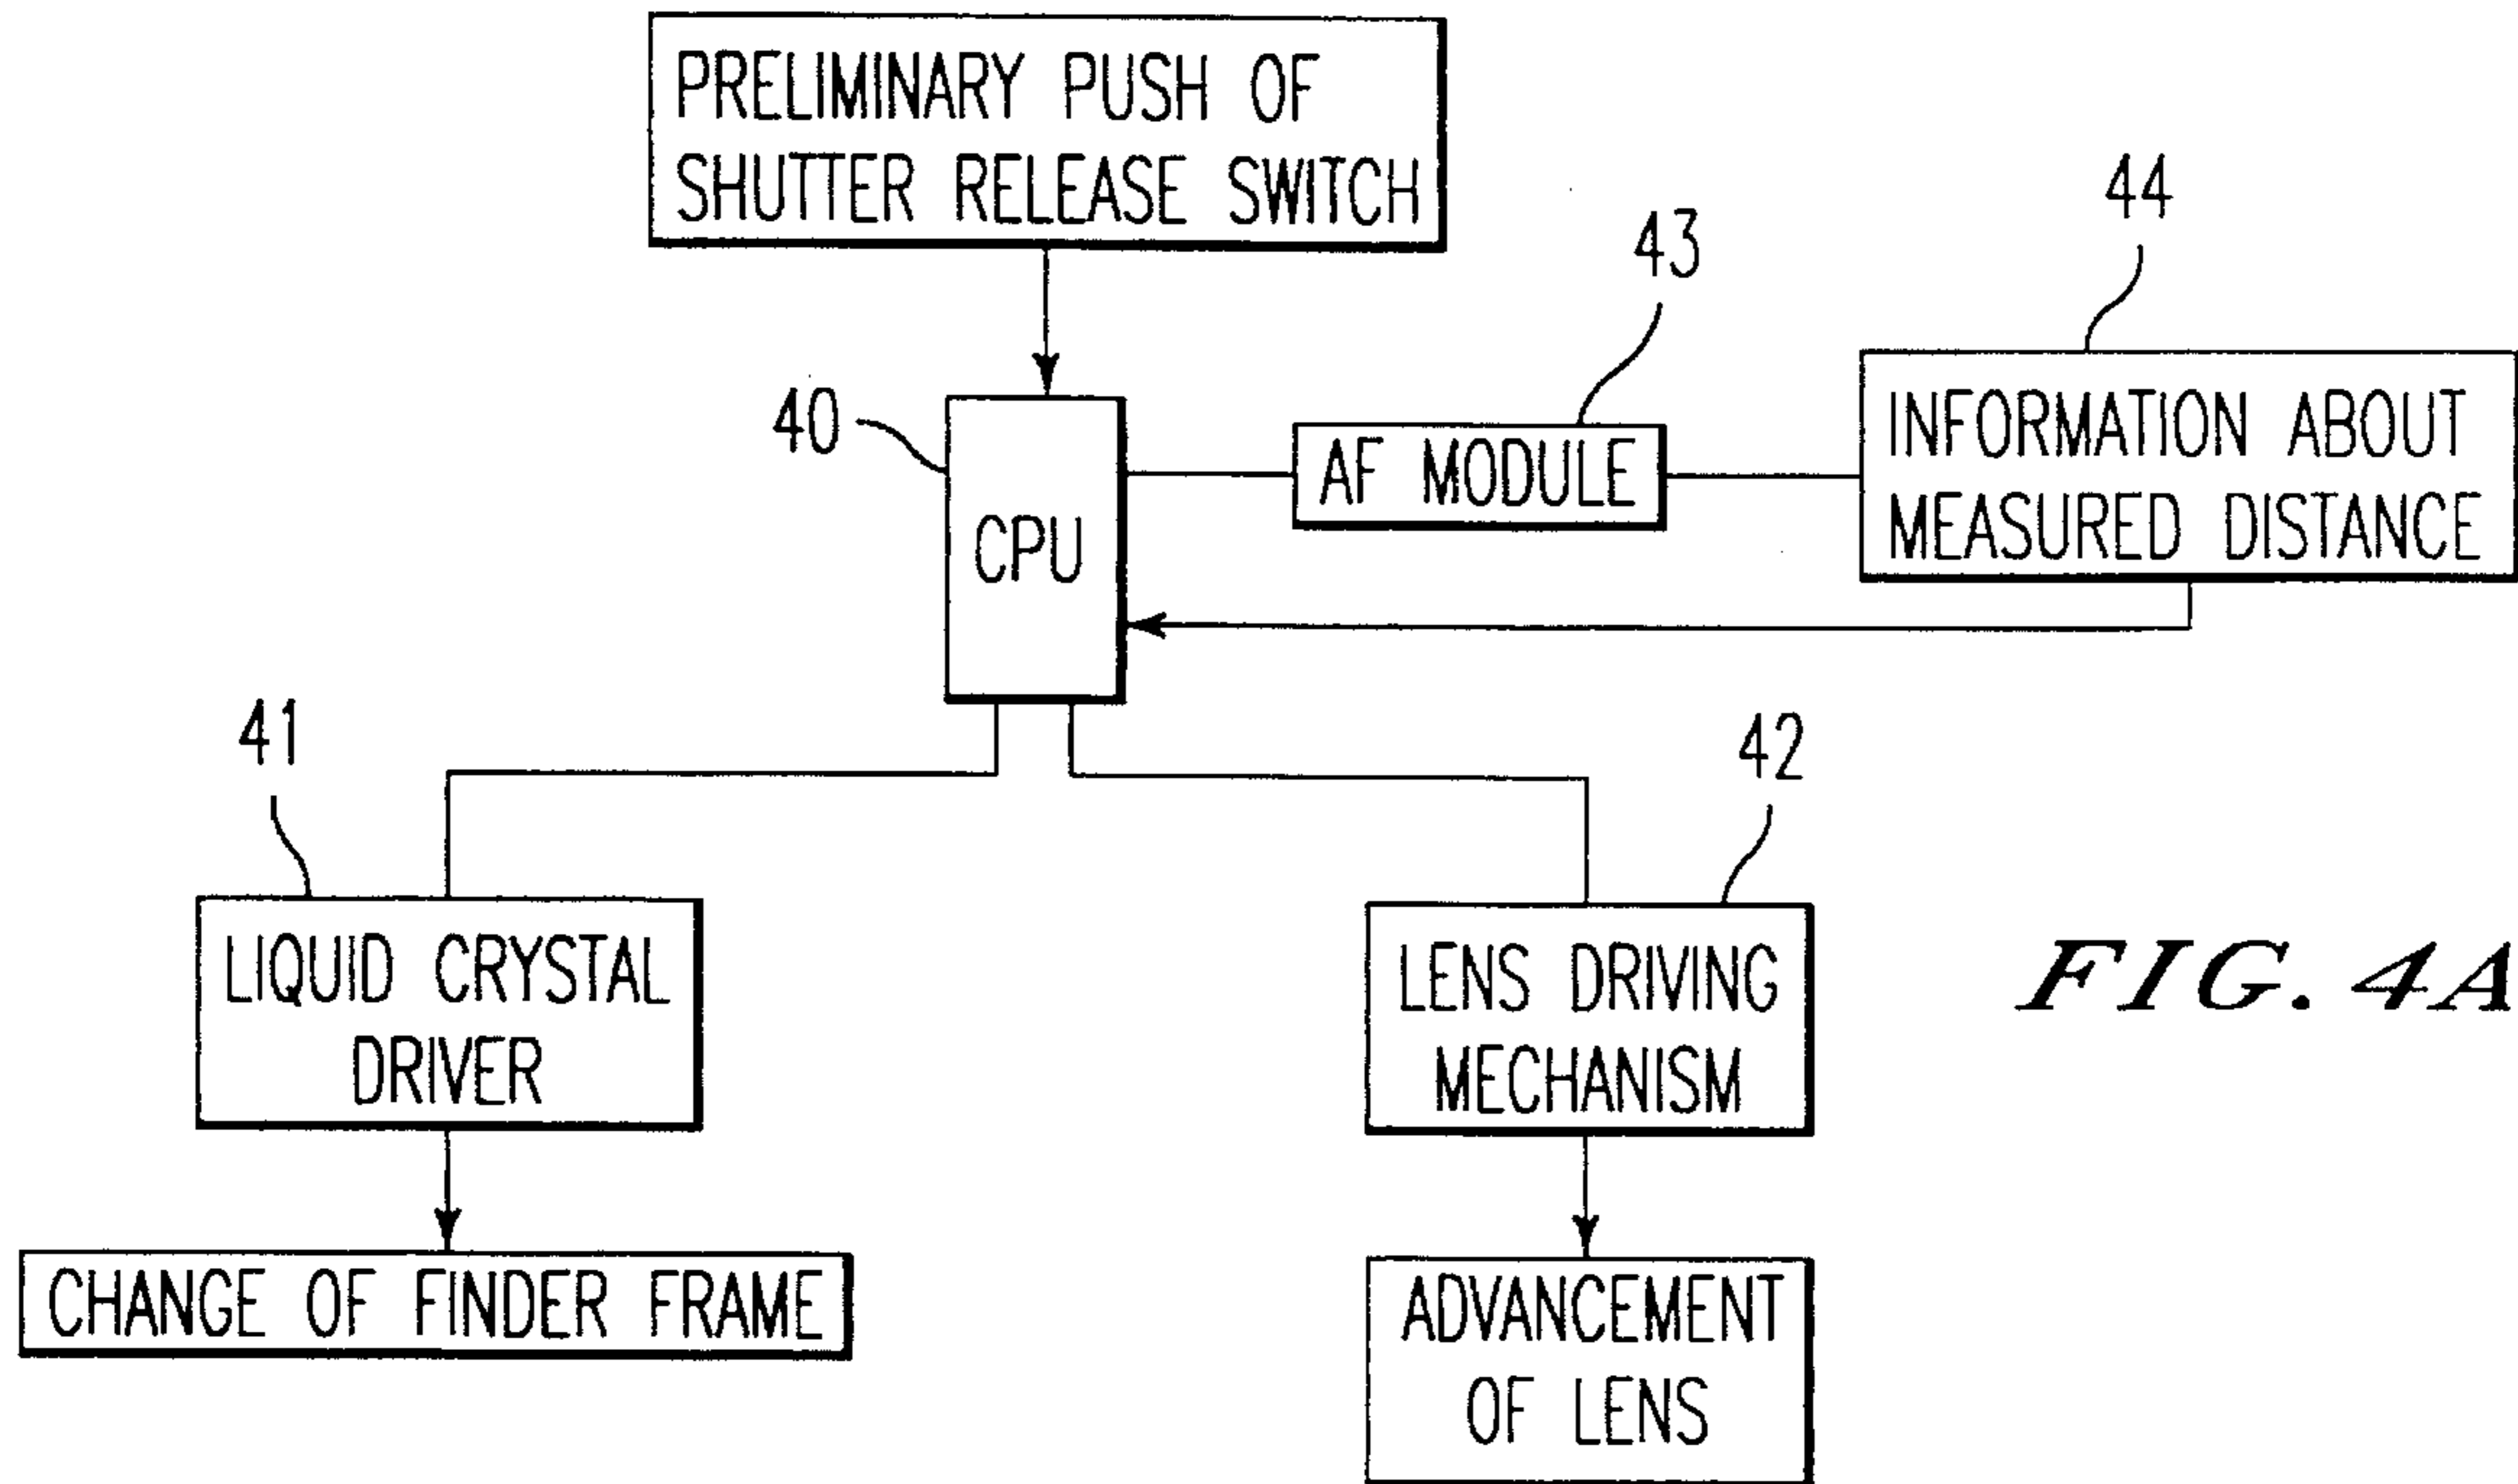 PRELIMINARY PUSH OF
SHUTTER RELEASE SWITCH
44
43
40
CPU
AF MODULE
INFORMATION ABOUT
MEASURED DISTANCE
41
42
LIQUID CRYSTAL
DRIVER
LENS DRIVING
MECHANISM
FIG. 4A
CHANGE OF FINDER FRAME
ADVANCEMENT
OF LENS